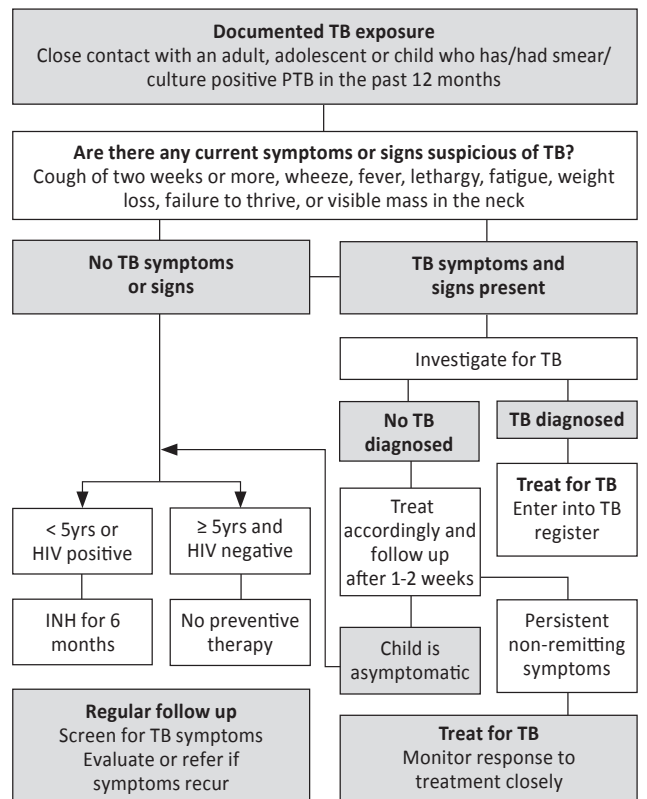 Documented TB exposure
Close contact with an adult, adolescent or child who has/had smear/
culture positive PTB in the past 12 months
Are there any current symptoms or signs suspicious of TB?
Cough of two weeks or more, wheeze, fever, lethargy, fatigue, weight
loss, failure to thrive, or visible mass in the neck
No TB symptoms
or signs
TB symptoms and
signs present
Investigate for TB
No TB
diagnosed
TB diagnosed
Treat for TB
Enter into TB
register
Treat
accordingly and
follow up
after 1-2 weeks
< 5yrs or
HIV positive
≥ 5yrs and
HIV negative
INH for 6
months
No preventive
therapy
Child is
asymptomatic
Persistent
non-remitting
symptoms
Regular follow up
Screen for TB symptoms
Evaluate or refer if
symptoms recur
Treat for TB
Monitor response to
treatment closely